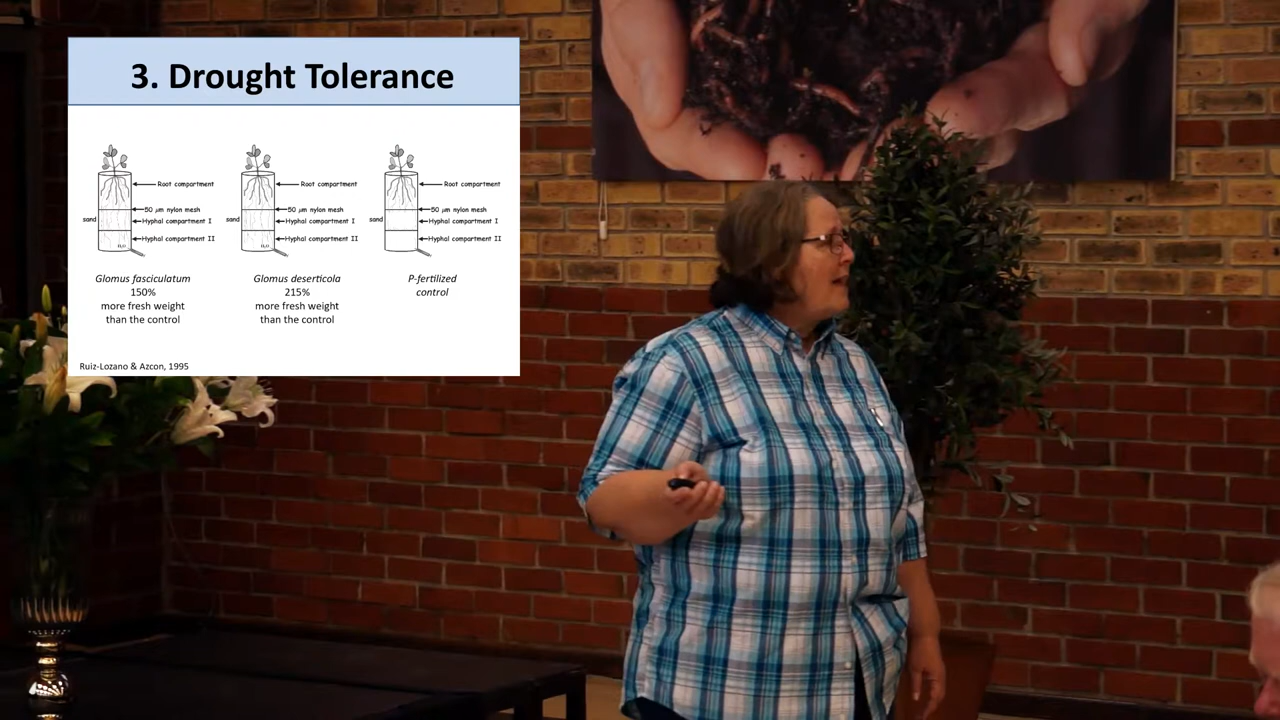 3. Drought Tolerance
Root compartment
50 µm nylon mesh
sand
Hyphal compartment I
Hyphal compartment II
H₂O
Root compartment
50 µm nylon mesh
sand
Hyphal compartment I
Hyphal compartment II
H₂O
Root compartment
50 µm nylon mesh
sand
Hyphal compartment I
Hyphal compartment II
Glomus fasciculatum
150%
more fresh weight
than the control
Glomus deserticola
215%
more fresh weight
than the control
P-fertilized
control
Ruiz-Lozano & Azcon, 1995